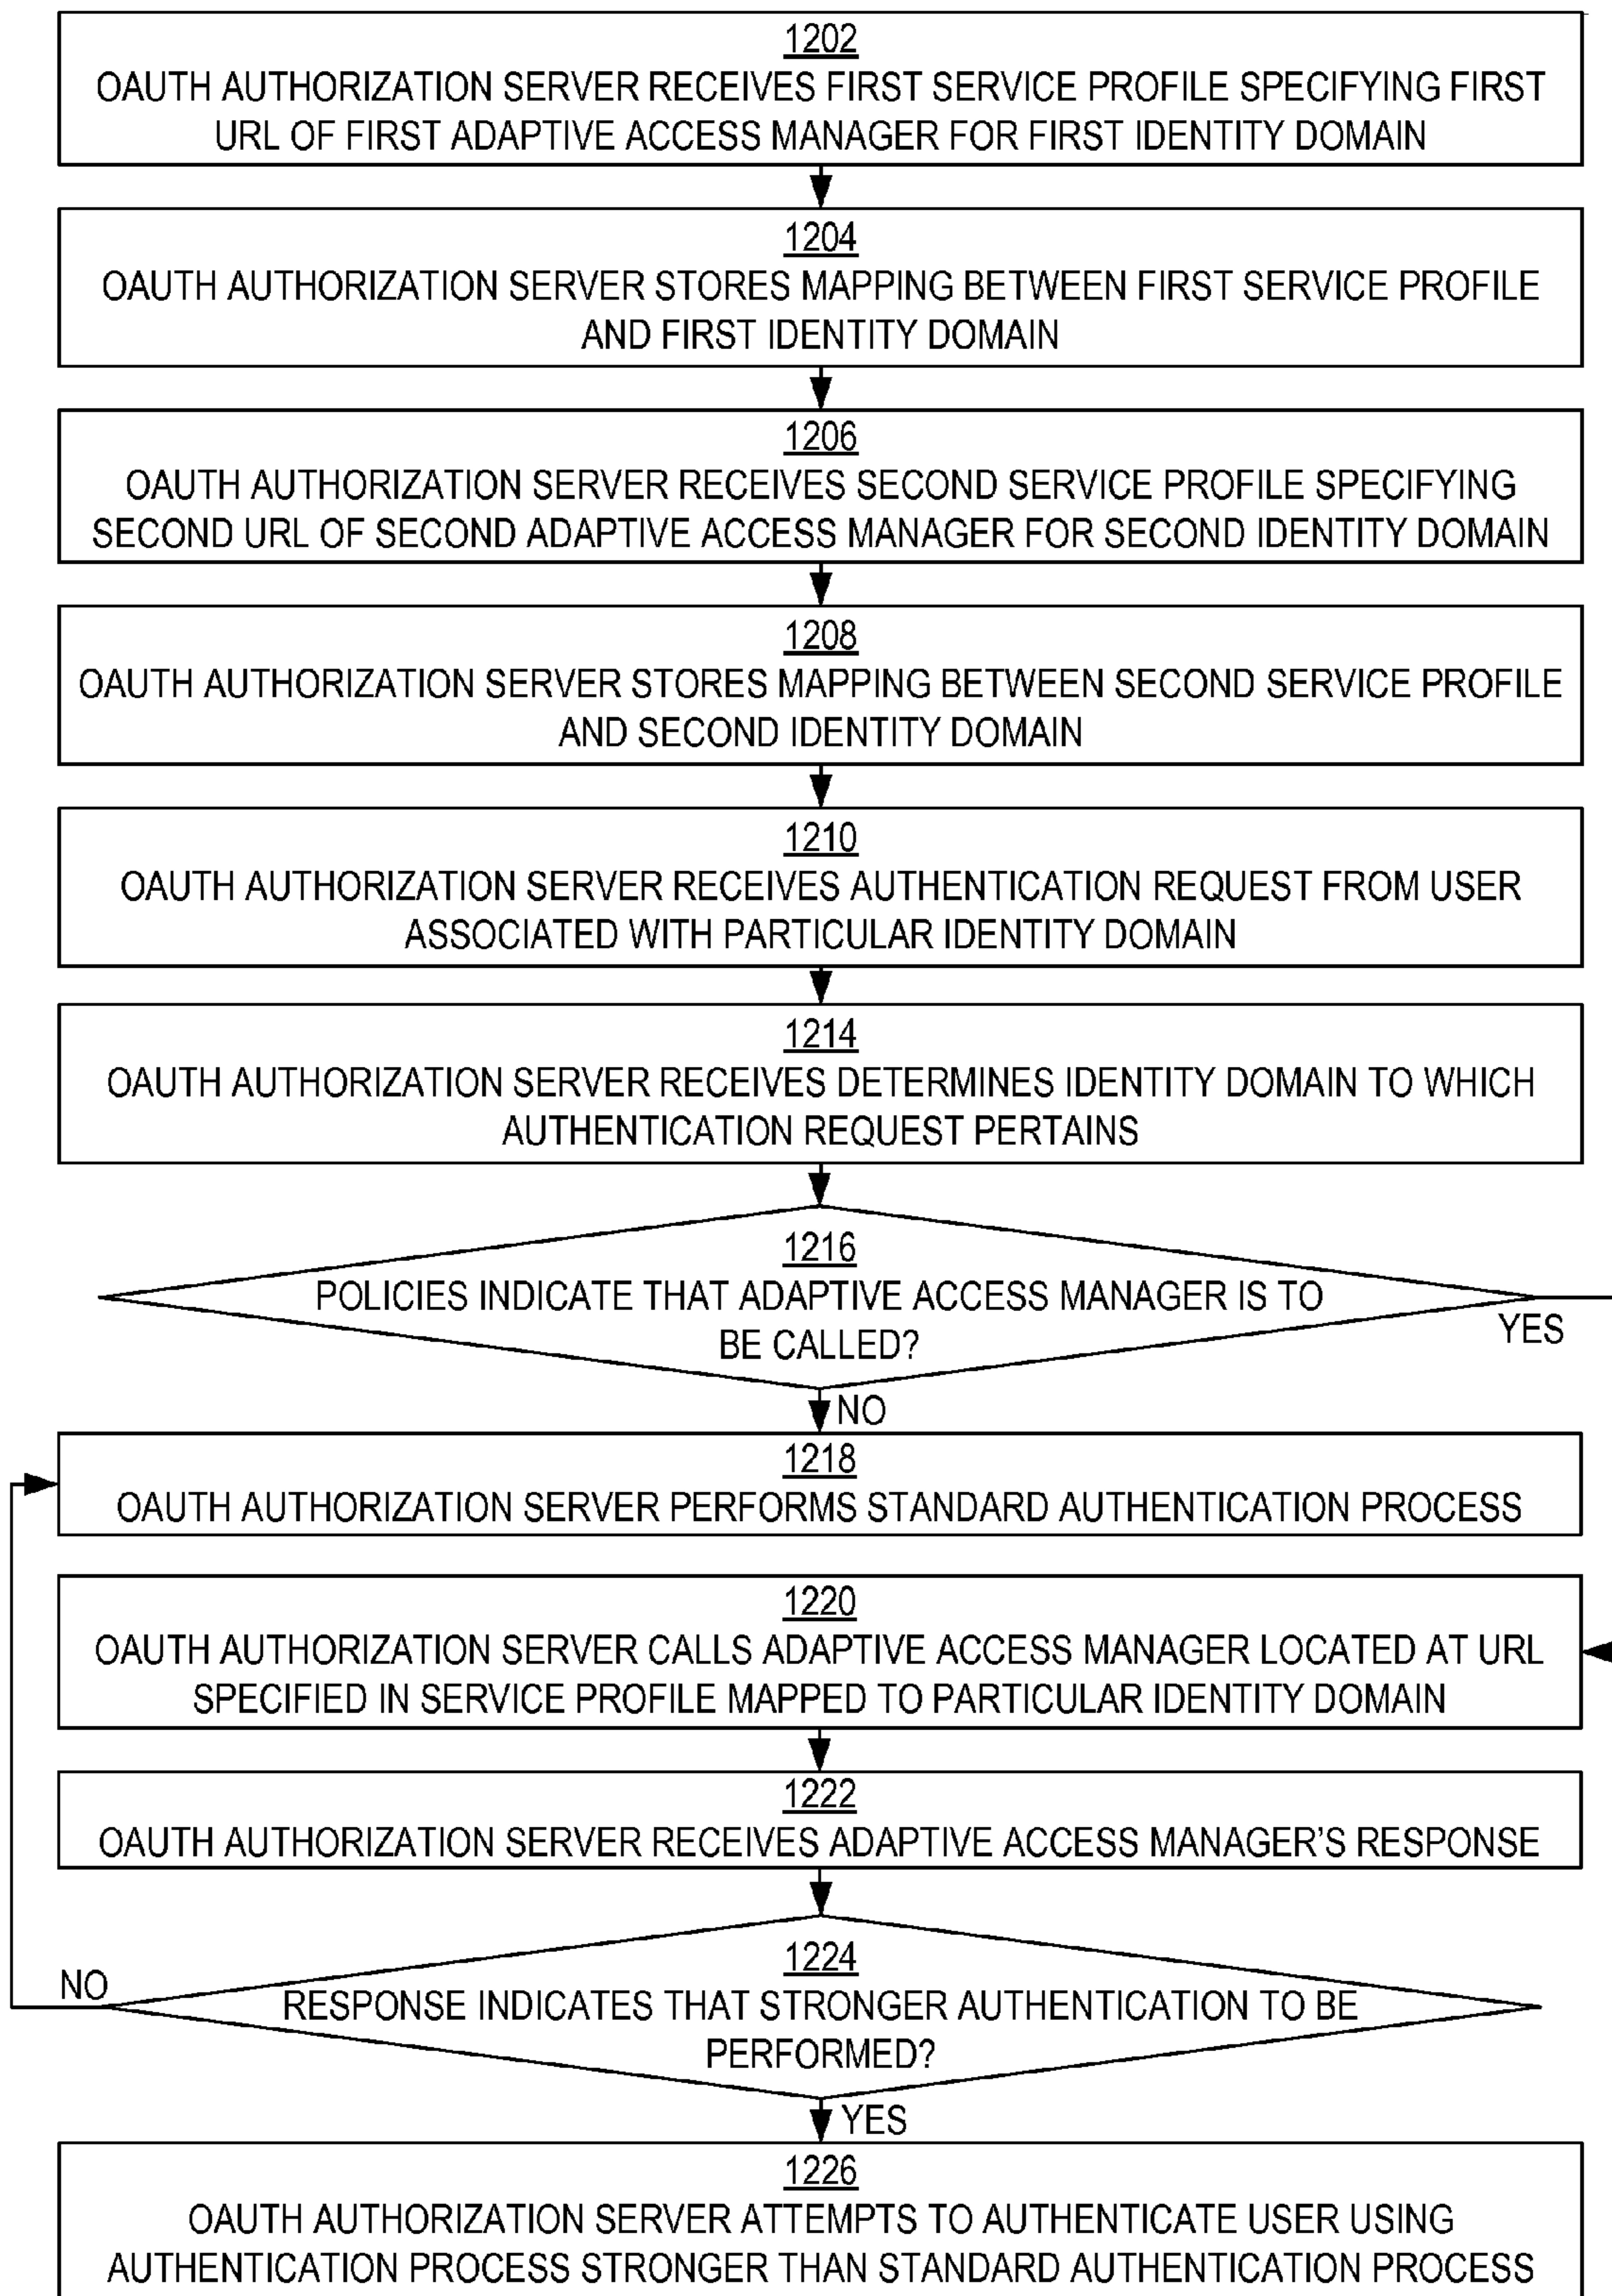 1202
OAUTH AUTHORIZATION SERVER RECEIVES FIRST SERVICE PROFILE SPECIFYING FIRST
URL OF FIRST ADAPTIVE ACCESS MANAGER FOR FIRST IDENTITY DOMAIN
1204
OAUTH AUTHORIZATION SERVER STORES MAPPING BETWEEN FIRST SERVICE PROFILE
AND FIRST IDENTITY DOMAIN
1206
OAUTH AUTHORIZATION SERVER RECEIVES SECOND SERVICE PROFILE SPECIFYING
SECOND URL OF SECOND ADAPTIVE ACCESS MANAGER FOR SECOND IDENTITY DOMAIN
1208
OAUTH AUTHORIZATION SERVER STORES MAPPING BETWEEN SECOND SERVICE PROFILE
AND SECOND IDENTITY DOMAIN
1210
OAUTH AUTHORIZATION SERVER RECEIVES AUTHENTICATION REQUEST FROM USER
ASSOCIATED WITH PARTICULAR IDENTITY DOMAIN
1214
OAUTH AUTHORIZATION SERVER RECEIVES DETERMINES IDENTITY DOMAIN TO WHICH
AUTHENTICATION REQUEST PERTAINS
1216
POLICIES INDICATE THAT ADAPTIVE ACCESS MANAGER IS TO
BE CALLED?
YES
NO
1218
OAUTH AUTHORIZATION SERVER PERFORMS STANDARD AUTHENTICATION PROCESS
1220
OAUTH AUTHORIZATION SERVER CALLS ADAPTIVE ACCESS MANAGER LOCATED AT URL
SPECIFIED IN SERVICE PROFILE MAPPED TO PARTICULAR IDENTITY DOMAIN
1222
OAUTH AUTHORIZATION SERVER RECEIVES ADAPTIVE ACCESS MANAGER’S RESPONSE
1224
NO
RESPONSE INDICATES THAT STRONGER AUTHENTICATION TO BE
PERFORMED?
YES
1226
OAUTH AUTHORIZATION SERVER ATTEMPTS TO AUTHENTICATE USER USING
AUTHENTICATION PROCESS STRONGER THAN STANDARD AUTHENTICATION PROCESS